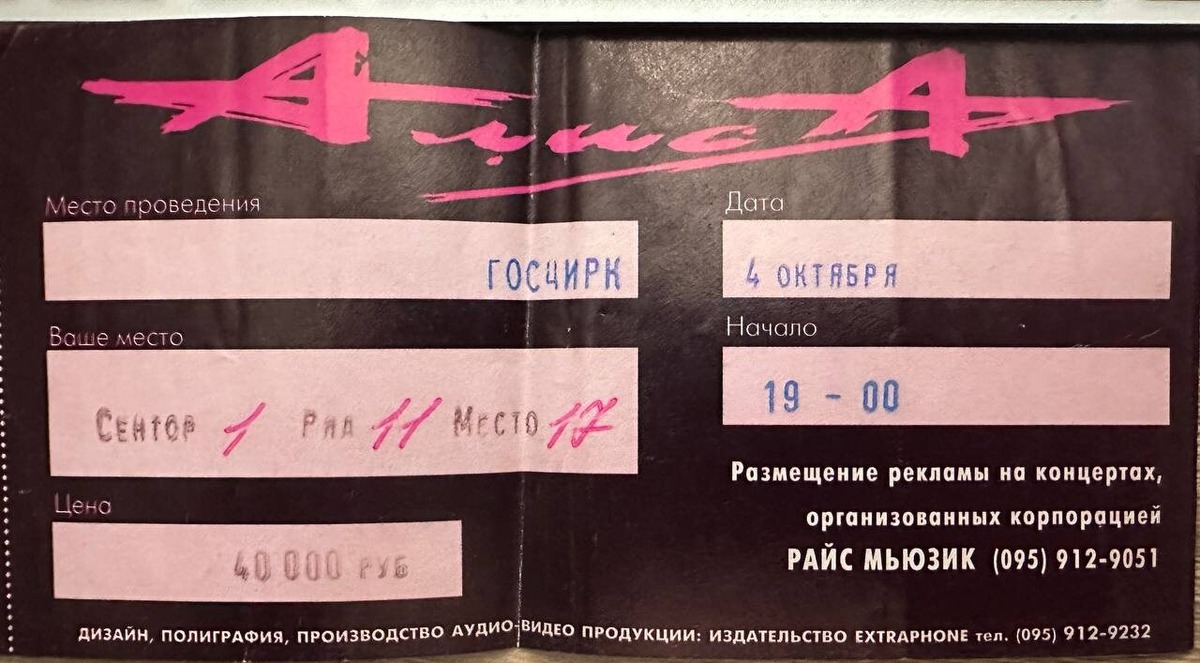 Алиса
Место проведения
ГОСЦИРК
Дата
4 ОКТЯБРЯ
Ваше место
Сектор 1 Ряд 11 Место 17
Начало
19 - 00
Цена
40 000 руб
Размещение рекламы на концертах,
организованных корпорацией
РАЙС МЬЮЗИК (095) 912-9051
ДИЗАЙН, ПОЛИГРАФИЯ, ПРОИЗВОДСТВО АУДИО-ВИДЕО ПРОДУКЦИИ: ИЗДАТЕЛЬСТВО EXTRAPHONE тел. (095) 912-9232